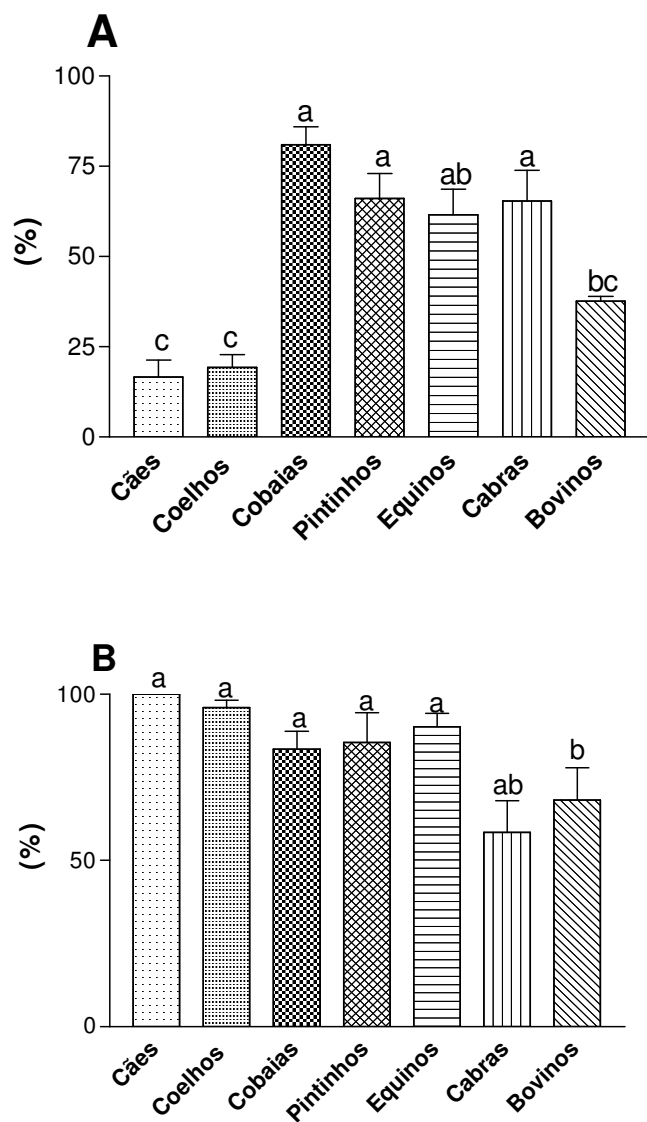 A
100
75
50
25
0
(%)
c
c
a
a
ab
a
bc
Cães
Coelhos
Cobaias
Pintinhos
Equinos
Cabras
Bovinos
B
100
50
0
(%)
a
a
a
a
a
ab
b
Cães
Coelhos
Cobaias
Pintinhos
Equinos
Cabras
Bovinos